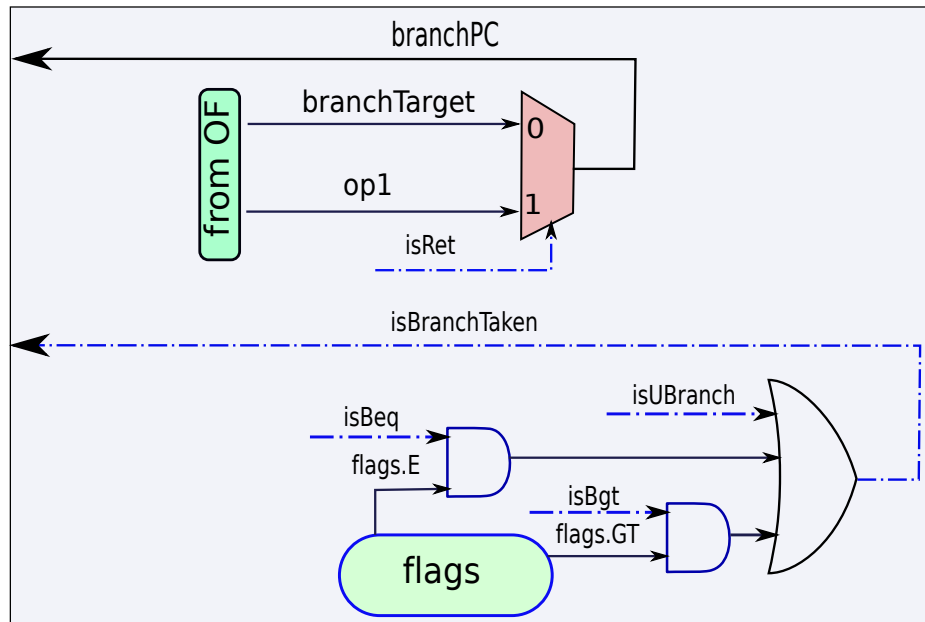 branchPC
branchTarget
0
from OF
op1
1
isRet
isBranchTaken
isUBranch
isBeq
flags.E
isBgt
flags.GT
flags